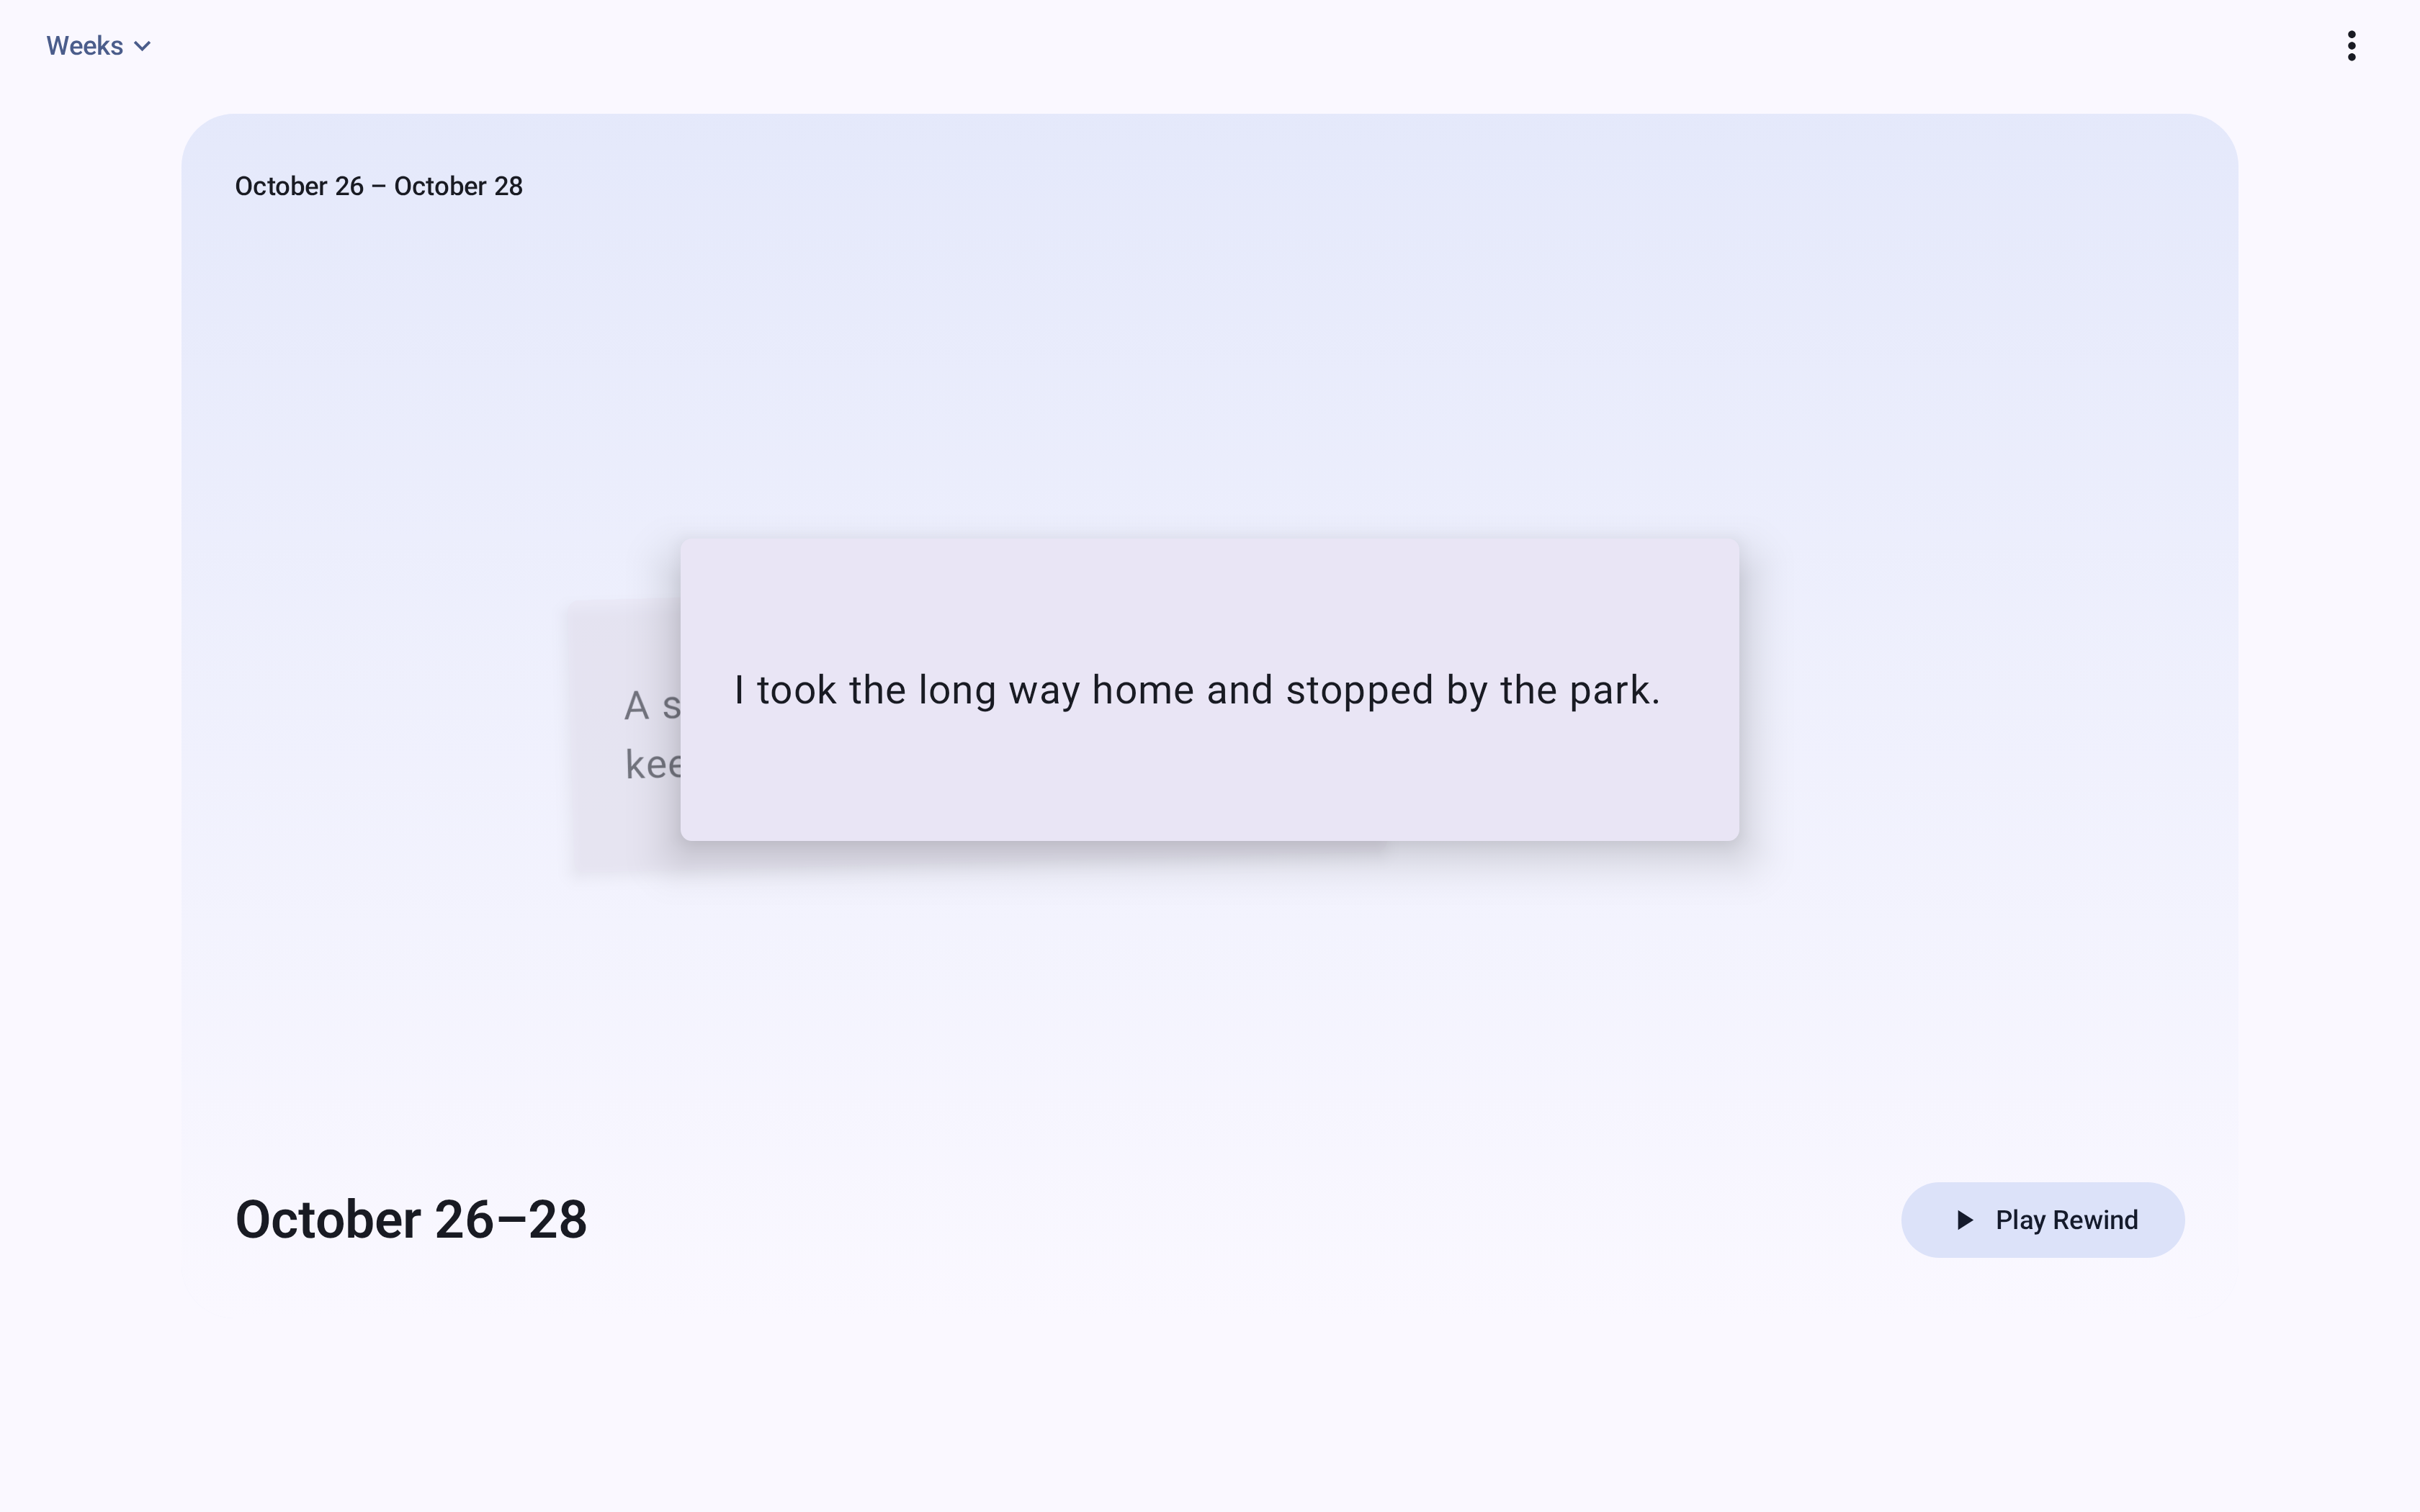 Weeks
October 26 – October 28
I took the long way home and stopped by the park.
A
October 26–28
Play Rewind